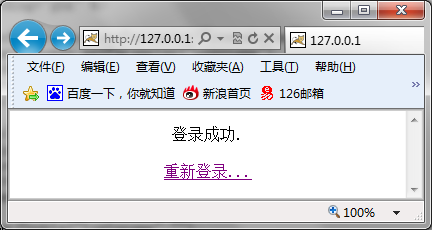 http://127.0.0.1:
127.0.0.1
文件(F) 编辑(E) 查看(V) 收藏夹(A) 工具(T) 帮助(H)
百度一下，你就知道 新浪首页 126邮箱
登录成功.
重新登录...
100%